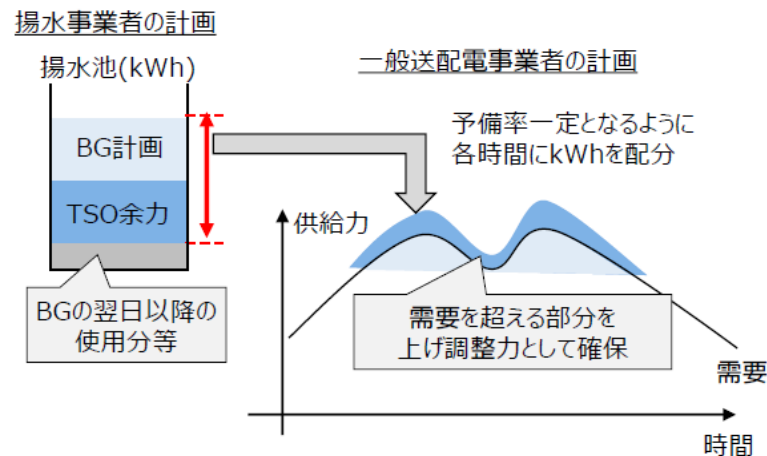 揚水事業者の計画
揚水池(kWh)
BG計画
TSO余力
BGの翌日以降の
使用分等
一般送配電事業者の計画
予備率一定となるように
各時間にkWhを配分
供給力
需要を超える部分を
上げ調整力として確保
需要
時間